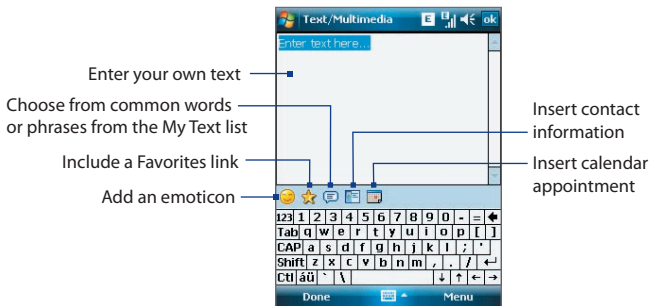 Text/Multimedia E ok
Enter text here...
Enter your own text
Choose from common words
or phrases from the My Text list
Include a Favorites link
Add an emoticon
Insert contact
information
Insert calendar
appointment
123 1 2 3 4 5 6 7 8 9 0 - =
Tab q w e r t y u i o p [ ]
CAP a s d f g h j k l ; '
Shift z x c v b n m , . /
Ctl áü ` \
Done Menu